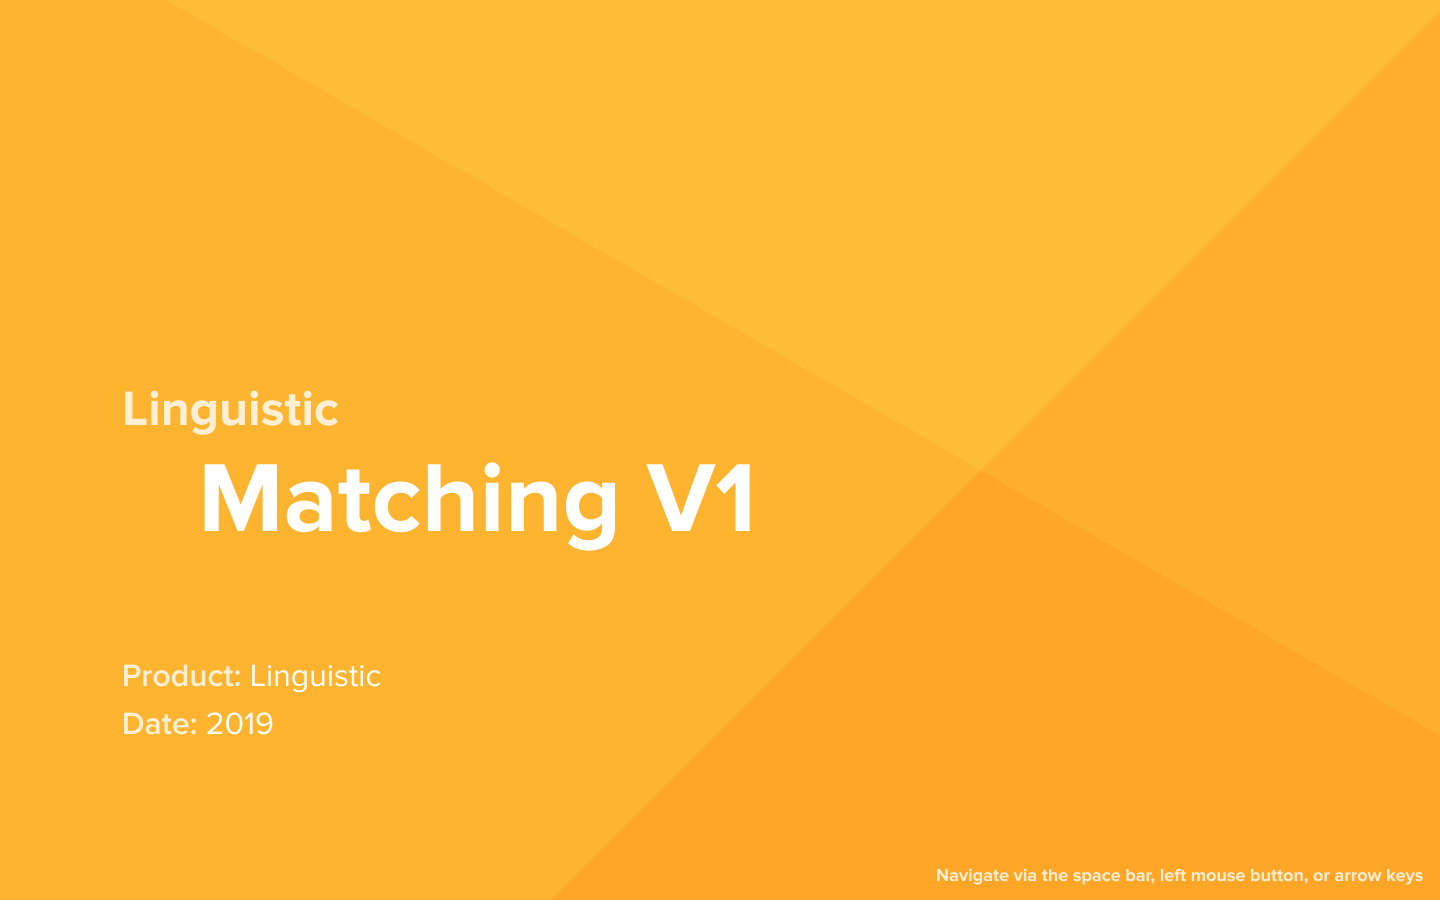 Linguistic
Matching V1
Product: Linguistic
Date: 2019
Navigate via the space bar, left mouse button, or arrow keys